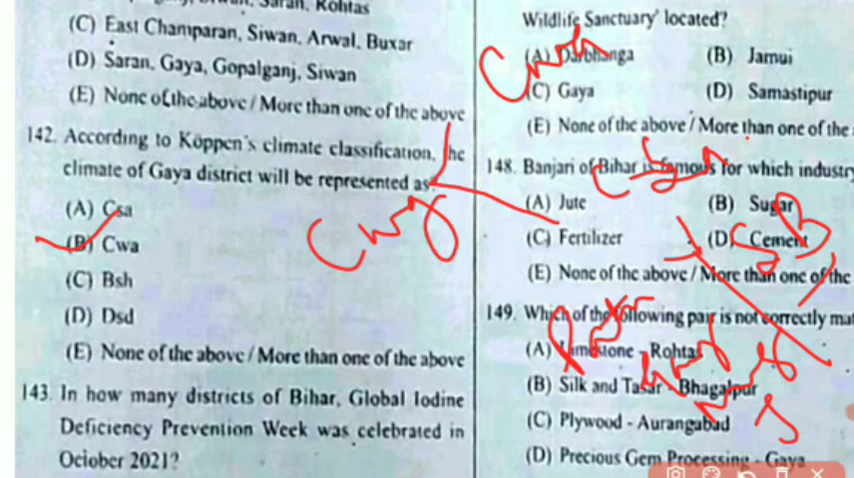 Saran, Rohtas
(C) East Champaran, Siwan, Arwal, Buxar
(D) Saran, Gaya, Gopalganj, Siwan
(E) None of the above / More than one of the above
142. According to Köppen's climate classification, the
climate of Gaya district will be represented as
(A) Csa
(B) Cwa
(C) Bsh
(D) Dsd
(E) None of the above / More than one of the above
143. In how many districts of Bihar, Global Iodine
Deficiency Prevention Week was celebrated in
October 2021?
Wildlife Sanctuary' located?
(A) Darbhanga (B) Jamui
(C) Gaya (D) Samastipur
(E) None of the above / More than one of the
148. Banjari of Bihar is famous for which industry
(A) Jute (B) Sugar
(C) Fertilizer (D) Cement
(E) None of the above / More than one of the
149. Which of the following pair is not correctly
(A) Limestone - Rohtas
(B) Silk and Tasar - Bhagalpur
(C) Plywood - Aurangabad
(D) Precious Gem Processing - Gaya